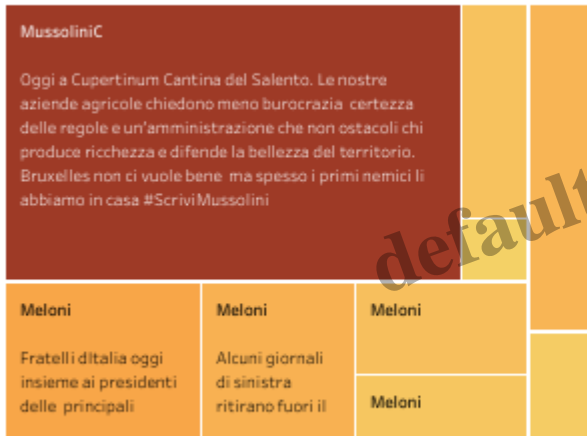 MussoliniC
Oggi a Cupertinum Cantina del Salento. Le nostre
aziende agricole chiedono meno burocrazia certezza
delle regole e un'amministrazione che non ostacoli chi
produce ricchezza e difende la bellezza del territorio.
Bruxelles non ci vuole bene ma spesso i primi nemici li
abbiamo in casa #ScriviMussolini
default
Meloni
Fratelli dItalia oggi
insieme ai presidenti
delle principali
Meloni
Alcuni giornali
di sinistra
ritirano fuori il
Meloni
Meloni